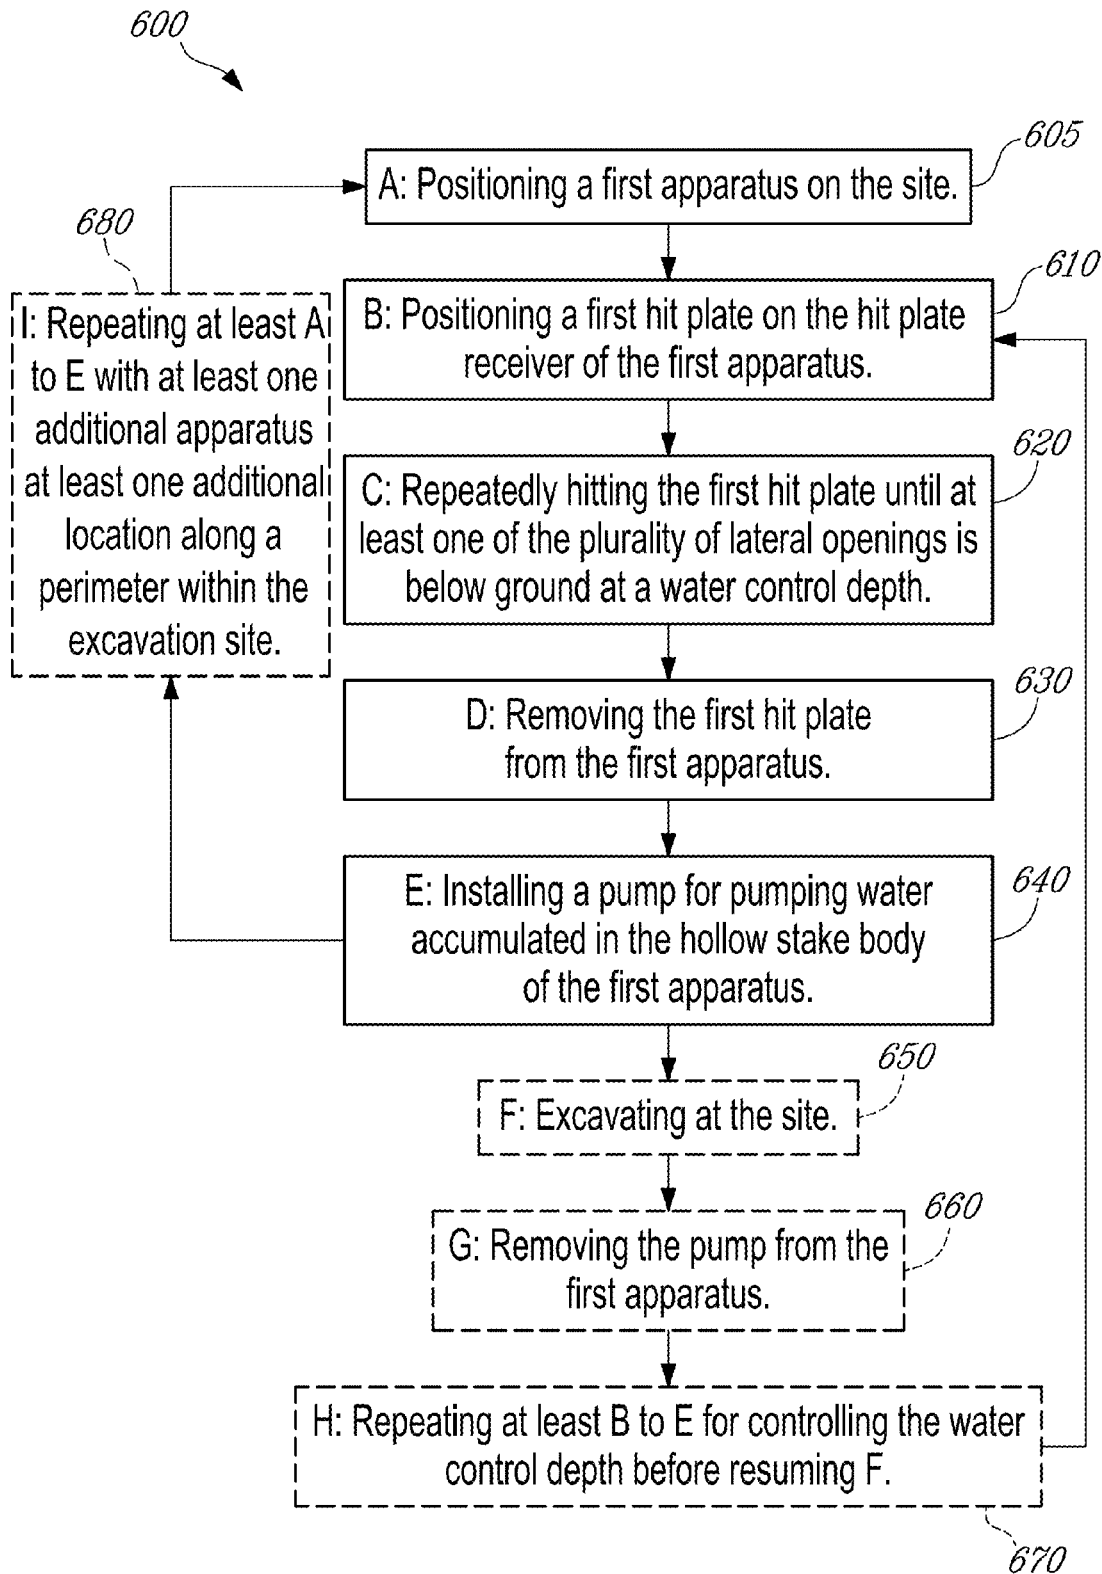 600
605
A: Positioning a first apparatus on the site.
680
610
I: Repeating at least A
to E with at least one
additional apparatus
at least one additional
location along a
perimeter within the
excavation site.
B: Positioning a first hit plate on the hit plate
receiver of the first apparatus.
620
C: Repeatedly hitting the first hit plate until at
least one of the plurality of lateral openings is
below ground at a water control depth.
630
D: Removing the first hit plate
from the first apparatus.
640
E: Installing a pump for pumping water
accumulated in the hollow stake body
of the first apparatus.
650
F: Excavating at the site.
660
G: Removing the pump from the
first apparatus.
H: Repeating at least B to E for controlling the water
control depth before resuming F.
670